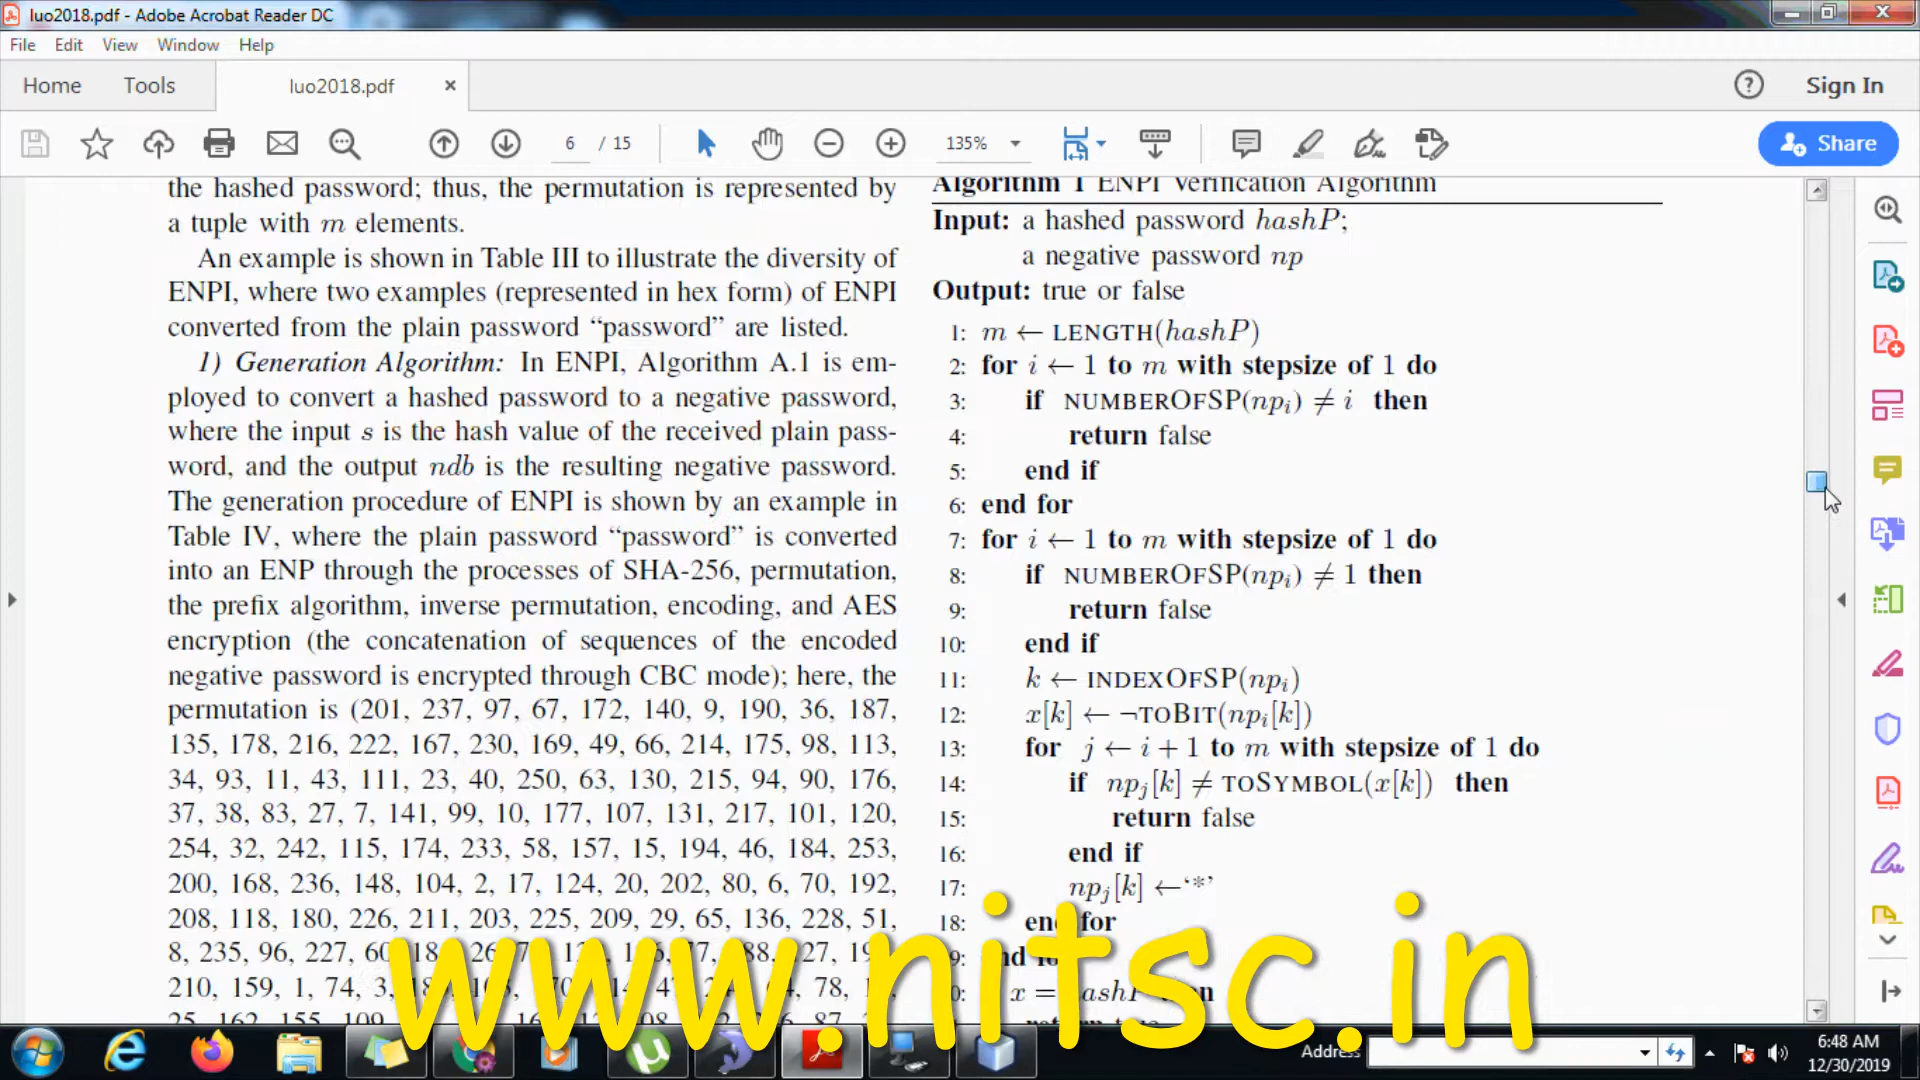 luo2018.pdf - Adobe Acrobat Reader DC
File Edit View Window Help
Home Tools luo2018.pdf × Sign In
6 / 15 135% Share
the hashed password; thus, the permutation is represented by
a tuple with m elements.
An example is shown in Table III to illustrate the diversity of
ENPI, where two examples (represented in hex form) of ENPI
converted from the plain password “password” are listed.
1) Generation Algorithm: In ENPI, Algorithm A.1 is em-
ployed to convert a hashed password to a negative password,
where the input s is the hash value of the received plain pass-
word, and the output ndb is the resulting negative password.
The generation procedure of ENPI is shown by an example in
Table IV, where the plain password “password” is converted
into an ENP through the processes of SHA-256, permutation,
the prefix algorithm, inverse permutation, encoding, and AES
encryption (the concatenation of sequences of the encoded
negative password is encrypted through CBC mode); here, the
permutation is (201, 237, 97, 67, 172, 140, 9, 190, 36, 187,
135, 178, 216, 222, 167, 230, 169, 49, 66, 214, 175, 98, 113,
34, 93, 11, 43, 111, 23, 40, 250, 63, 130, 215, 94, 90, 176,
37, 38, 83, 27, 7, 141, 99, 10, 177, 107, 131, 217, 101, 120,
254, 32, 242, 115, 174, 233, 58, 157, 15, 194, 46, 184, 253,
200, 168, 236, 148, 104, 2, 17, 124, 20, 202, 80, 6, 70, 192,
208, 118, 180, 226, 211, 203, 225, 209, 29, 65, 136, 228, 51,
8, 235, 96, 227,
210, 159, 1, 74, 3, 78,
25, 162, 155, 109 87
Algorithm 1 ENPI Verification Algorithm
Input: a hashed password hashP;
a negative password np
Output: true or false
1: m ← LENGTH(hashP)
2: for i ← 1 to m with stepsize of 1 do
3: if NUMBEROFSP(npi) ≠ i then
4: return false
5: end if
6: end for
7: for i ← 1 to m with stepsize of 1 do
8: if NUMBEROFSP(npi) ≠ 1 then
9: return false
10: end if
11: k ← INDEXOFSP(npi)
12: x[k] ← ¬TOBIT(npi[k])
13: for j ← i + 1 to m with stepsize of 1 do
14: if npj[k] ≠ TOSYMBOL(x[k]) then
15: return false
16: end if
17: npj[k] ←‘*’
18: end for
www.nitsc.in
Address
6:48 AM
12/30/2019